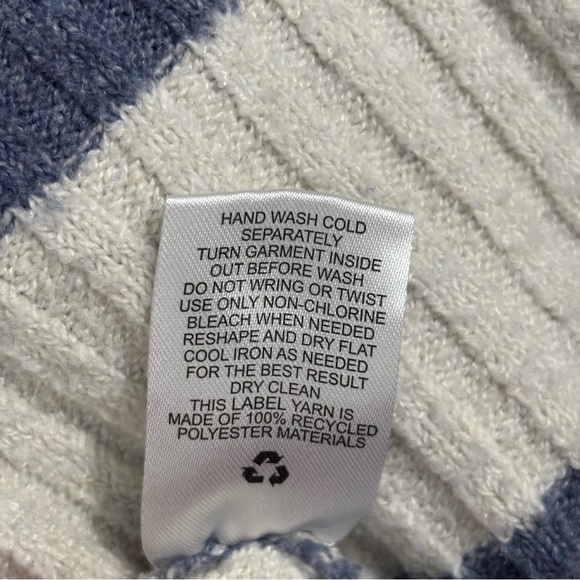 HAND WASH COLD
SEPARATELY
TURN GARMENT INSIDE
OUT BEFORE WASH
DO NOT WRING OR TWIST
USE ONLY NON-CHLORINE
BLEACH WHEN NEEDED
RESHAPE AND DRY FLAT
COOL IRON AS NEEDED
FOR THE BEST RESULT
DRY CLEAN
THIS LABEL YARN IS
MADE OF 100% RECYCLED
POLYESTER MATERIALS